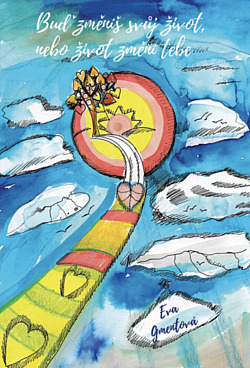 Buď změníš svůj život,
nebo život změní tebe
Eva
Gmentová